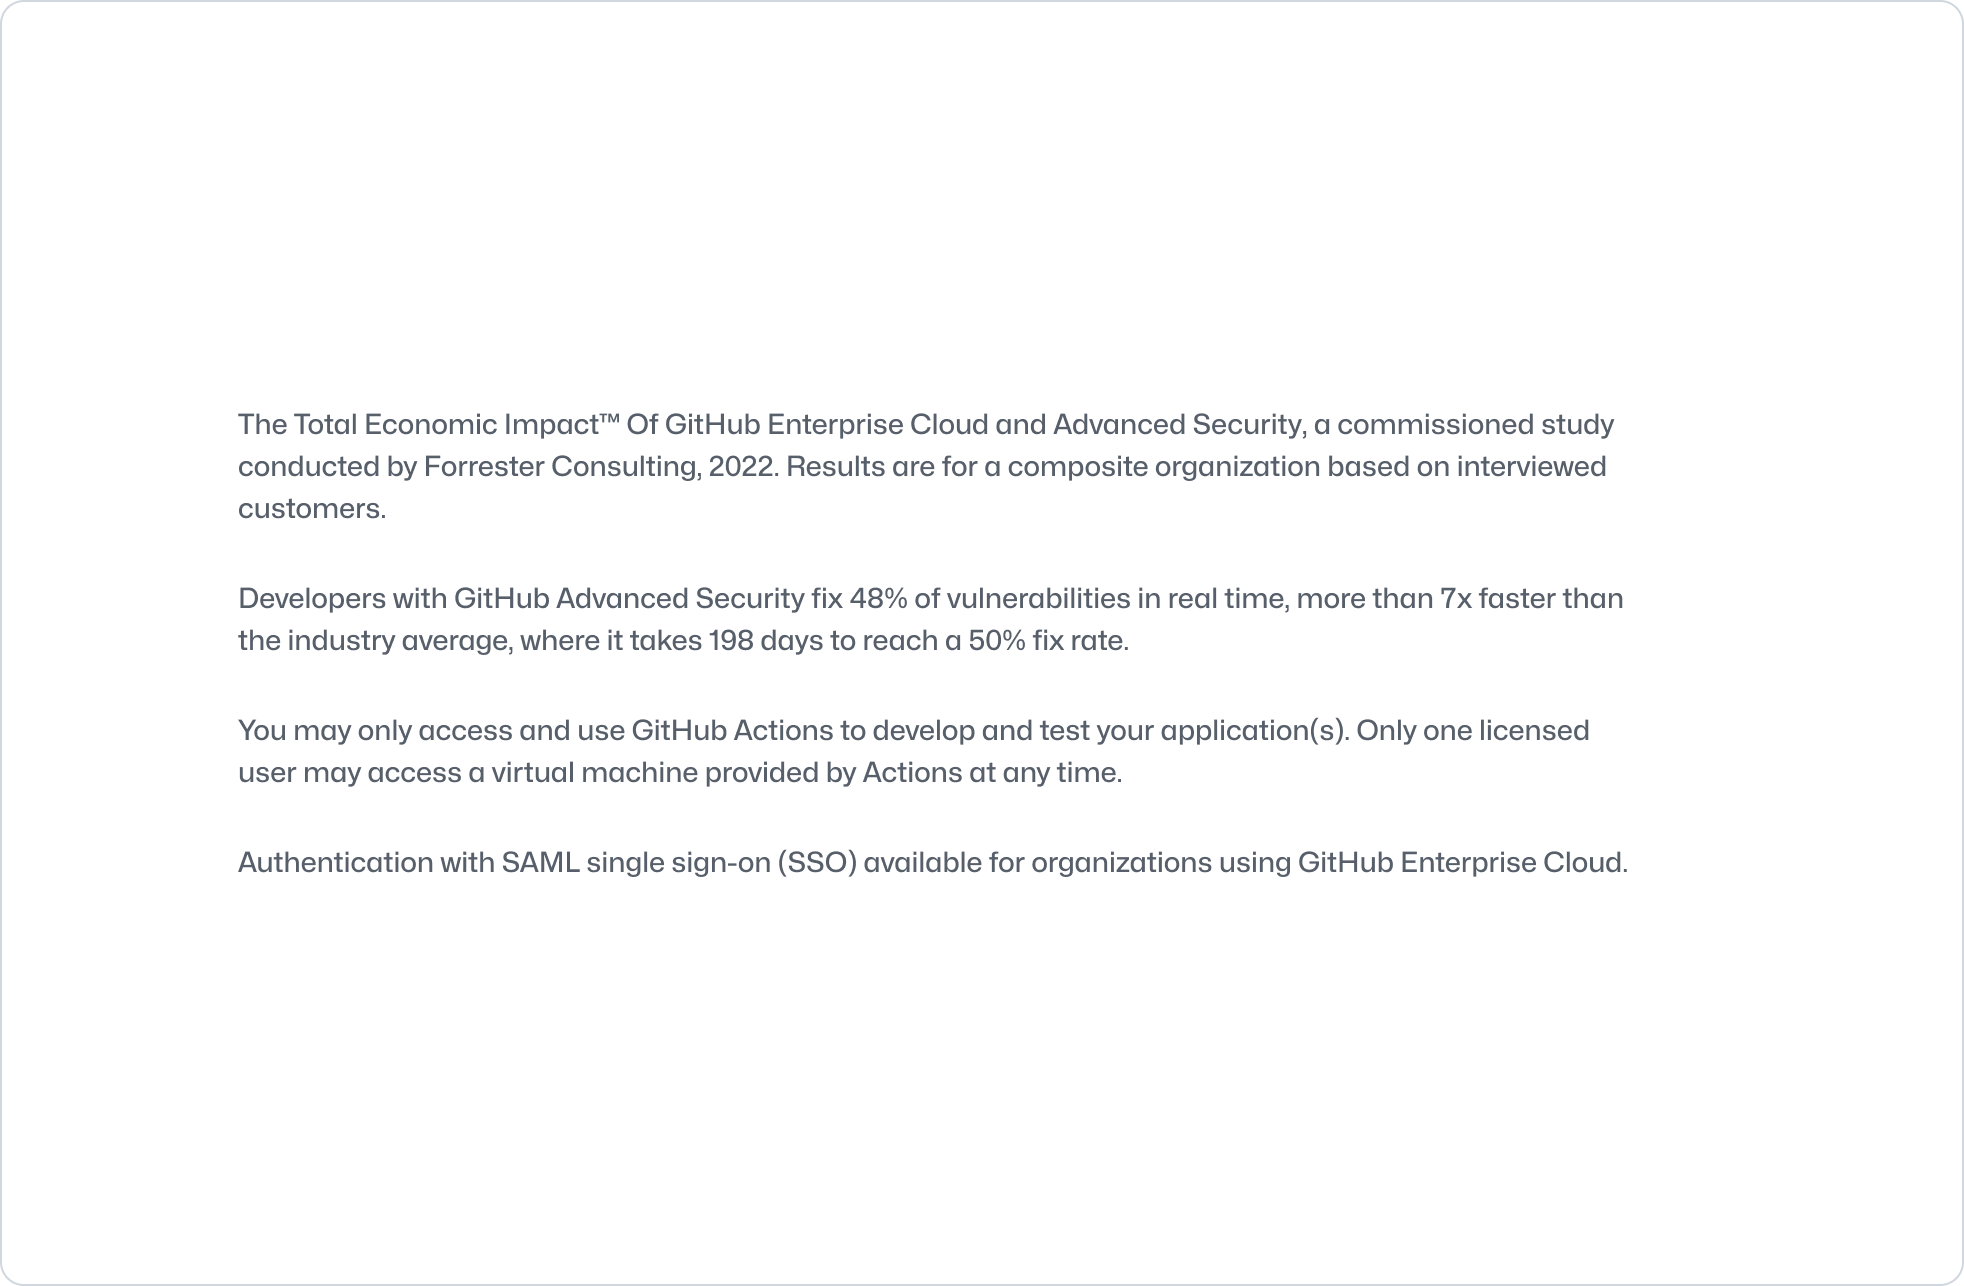 The Total Economic Impact™ Of GitHub Enterprise Cloud and Advanced Security, a commissioned study
conducted by Forrester Consulting, 2022. Results are for a composite organization based on interviewed
customers.
Developers with GitHub Advanced Security fix 48% of vulnerabilities in real time, more than 7x faster than
the industry average, where it takes 198 days to reach a 50% fix rate.
You may only access and use GitHub Actions to develop and test your application(s). Only one licensed
user may access a virtual machine provided by Actions at any time.
Authentication with SAML single sign-on (SSO) available for organizations using GitHub Enterprise Cloud.